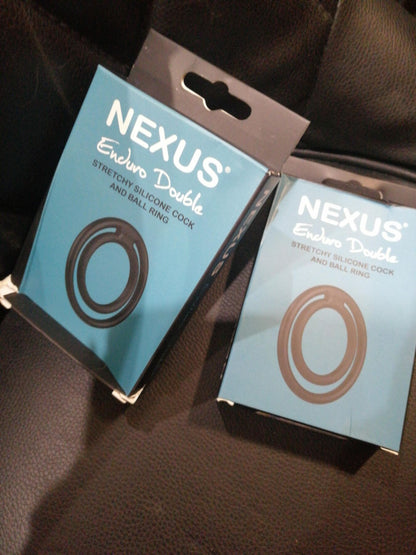 NEXUS®
Enduro Double
STRETCHY SILICONE COCK
AND BALL RING
NEXUS®
Enduro Double
STRETCHY SILICONE COCK
AND BALL RING